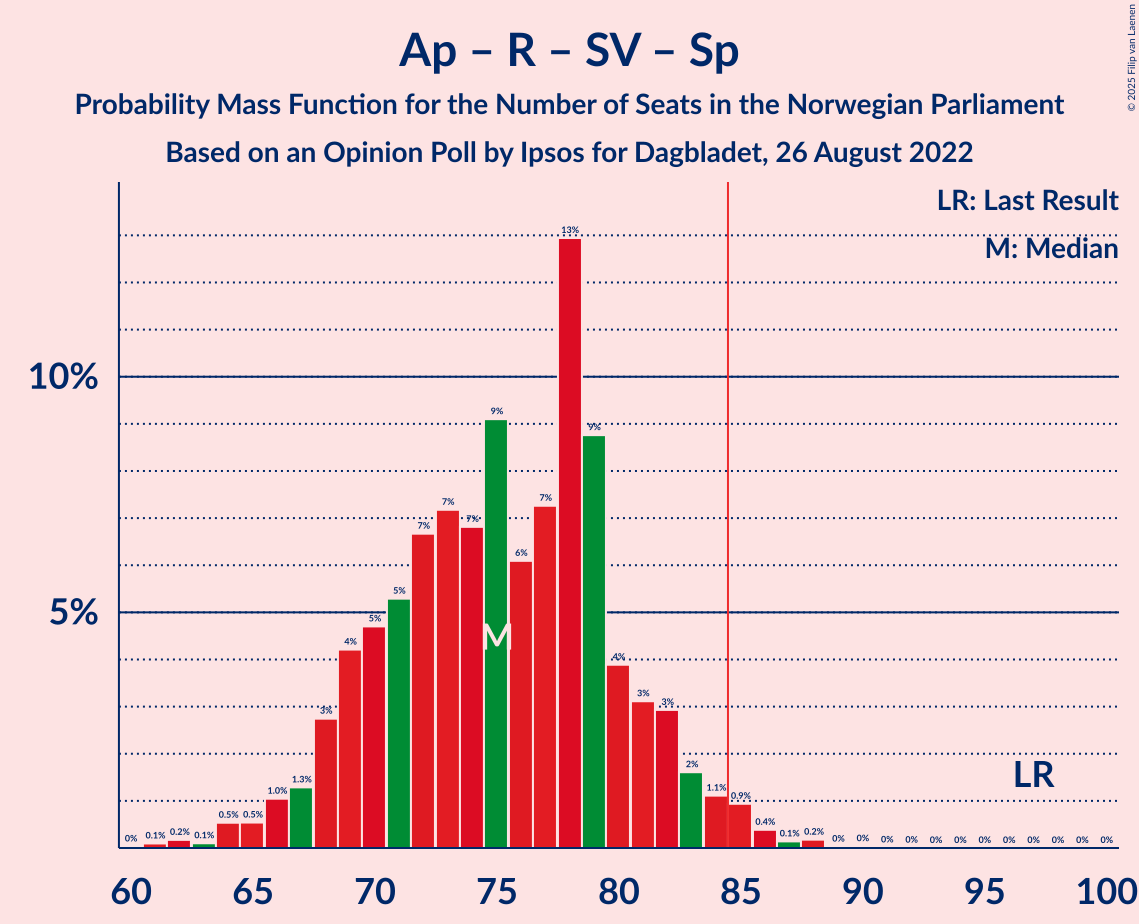 © 2025 Filip van Laenen
Ap – R – SV – Sp
Probability Mass Function for the Number of Seats in the Norwegian Parliament
Based on an Opinion Poll by Ipsos for Dagbladet, 26 August 2022
LR: Last Result
M: Median
10%
5%
0% 0.1% 0.2% 0.1% 0.5% 0.5% 1.0% 1.3% 3% 4% 5% 5% 7% 7% 7% 9% 6% 7% 13% 9% 4% 3% 3% 2% 1.1% 0.9% 0.4% 0.1% 0.2% 0% 0% 0% 0% 0% 0% 0% 0% 0% 0% 0% 0%
M
LR
60 65 70 75 80 85 90 95 100